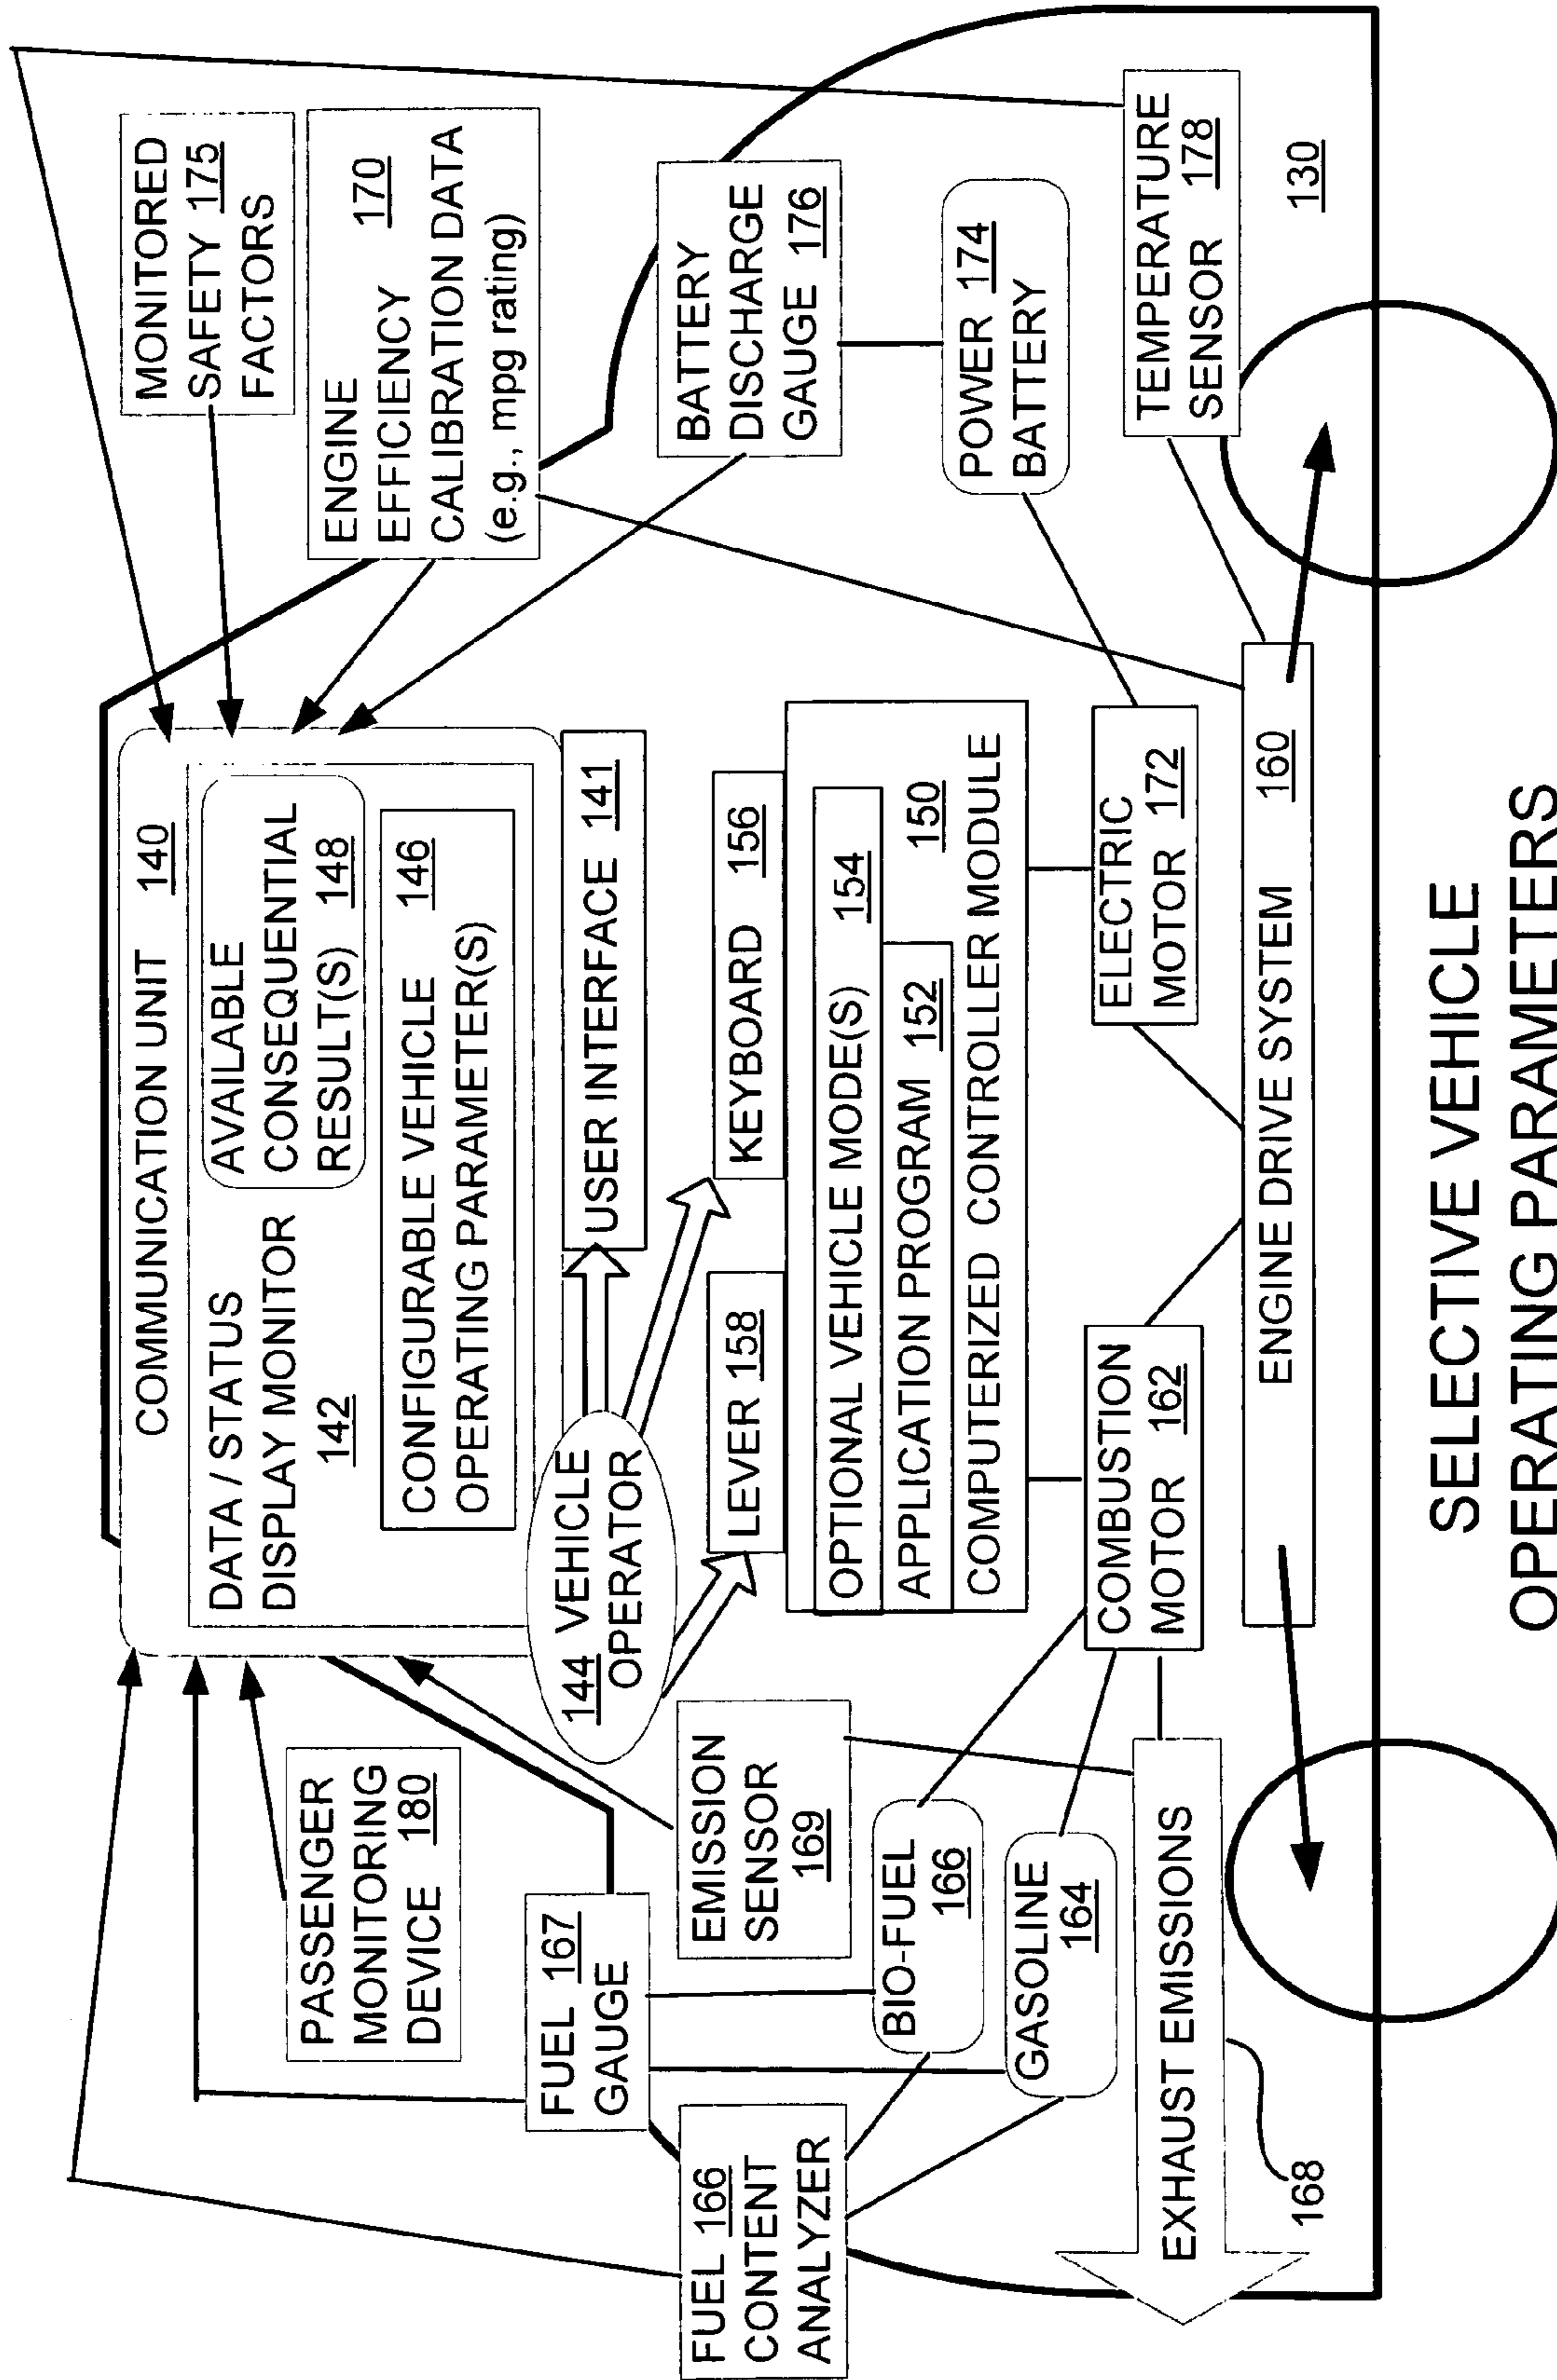 COMMUNICATION UNIT 140
DATA / STATUS
DISPLAY MONITOR
142
AVAILABLE
CONSEQUENTIAL
RESULT(S) 148
CONFIGURABLE VEHICLE 146
OPERATING PARAMETER(S)
MONITORED
SAFETY 175
FACTORS
ENGINE
EFFICIENCY 170
CALIBRATION DATA
(e.g., mpg rating)
PASSENGER
MONITORING
DEVICE 180
144 VEHICLE
OPERATOR
USER INTERFACE 141
FUEL 167
GAUGE
FUEL 166
CONTENT
ANALYZER
EMISSION
SENSOR
169
LEVER 158
KEYBOARD 156
BATTERY
DISCHARGE
GAUGE 176
OPTIONAL VEHICLE MODE(S) 154
APPLICATION PROGRAM 152
150
COMPUTERIZED CONTROLLER MODULE
BIO-FUEL
166
GASOLINE
164
POWER 174
BATTERY
COMBUSTION
MOTOR 162
ELECTRIC
MOTOR 172
TEMPERATURE
SENSOR 178
EXHAUST EMISSIONS
168
ENGINE DRIVE SYSTEM 160
130
SELECTIVE VEHICLE
OPERATING PARAMETERS